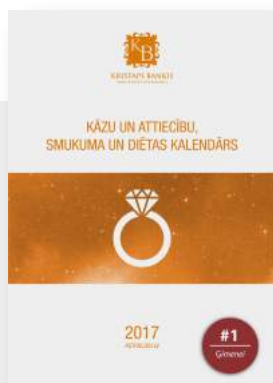 KB
KRISTAPS BANKIS
KĀZU UN ATTIECĪBU,
SMUKUMA UN DIĒTAS KALENDĀRS
2017
#1
Ģimenei